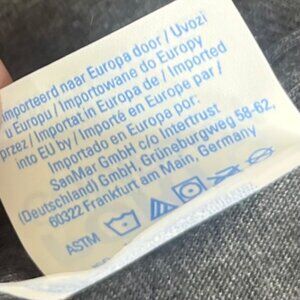 Importeerd naar Europa door / Uvozi
u Europu / Importowane do Europy
przez / Importat in Europa de / Imported
into EU by / Importé en Europe par /
Importado en Europa por:
SanMar GmbH c/o Intertrust
(Deutschland) GmbH, Grüneburgweg 58-62,
60322 Frankfurt am Main, Germany
ASTM